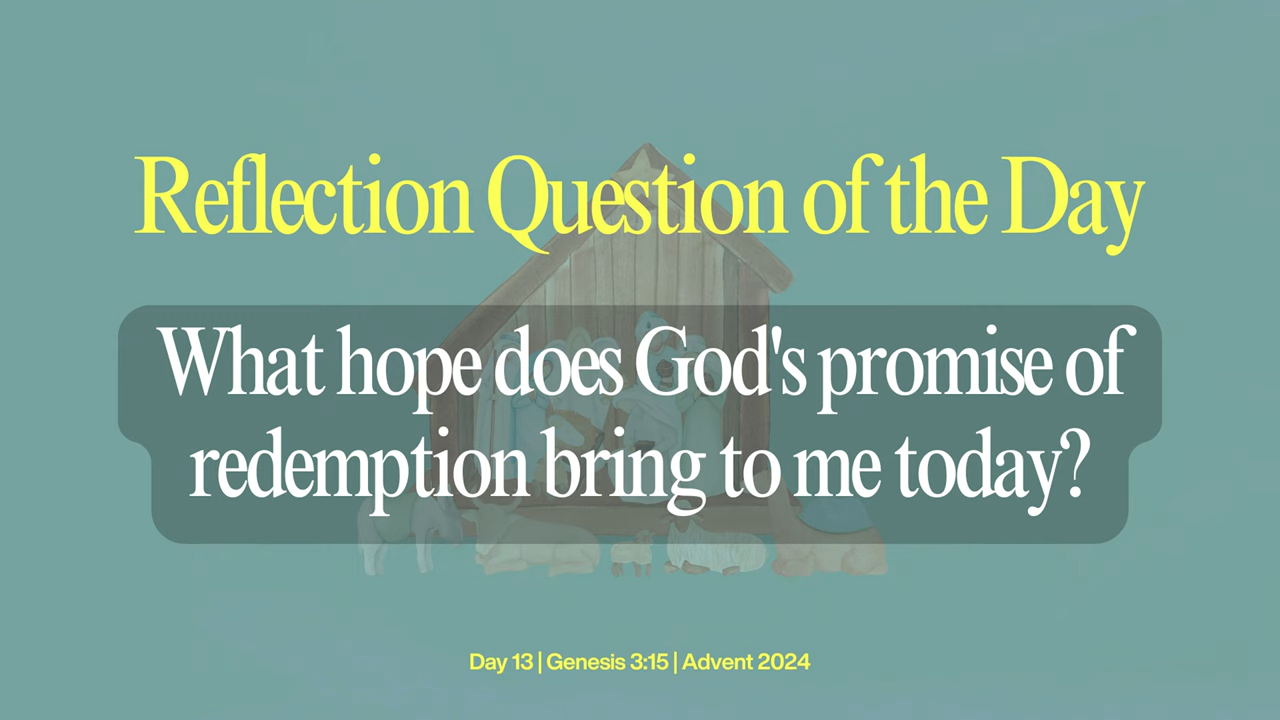 Reflection Question of the Day
What hope does God's promise of
redemption bring to me today?
Day 13 | Genesis 3:15 | Advent 2024